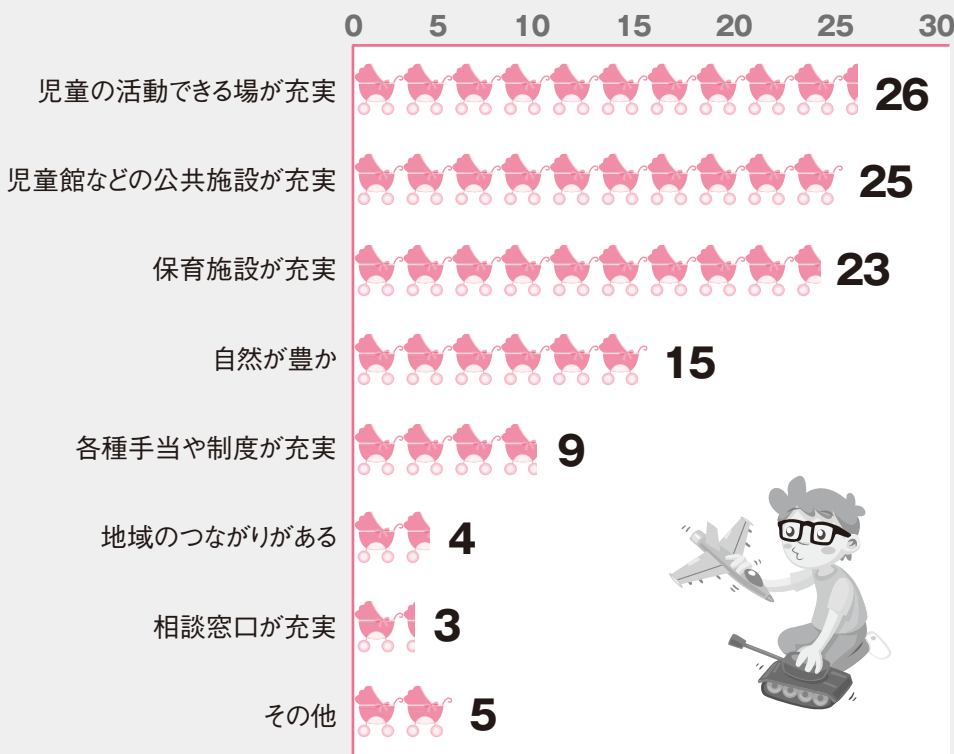 0 5 10 15 20 25 30
児童の活動できる場が充実 26
児童館などの公共施設が充実 25
保育施設が充実 23
自然が豊か 15
各種手当や制度が充実 9
地域のつながりがある 4
相談窓口が充実 3
その他 5